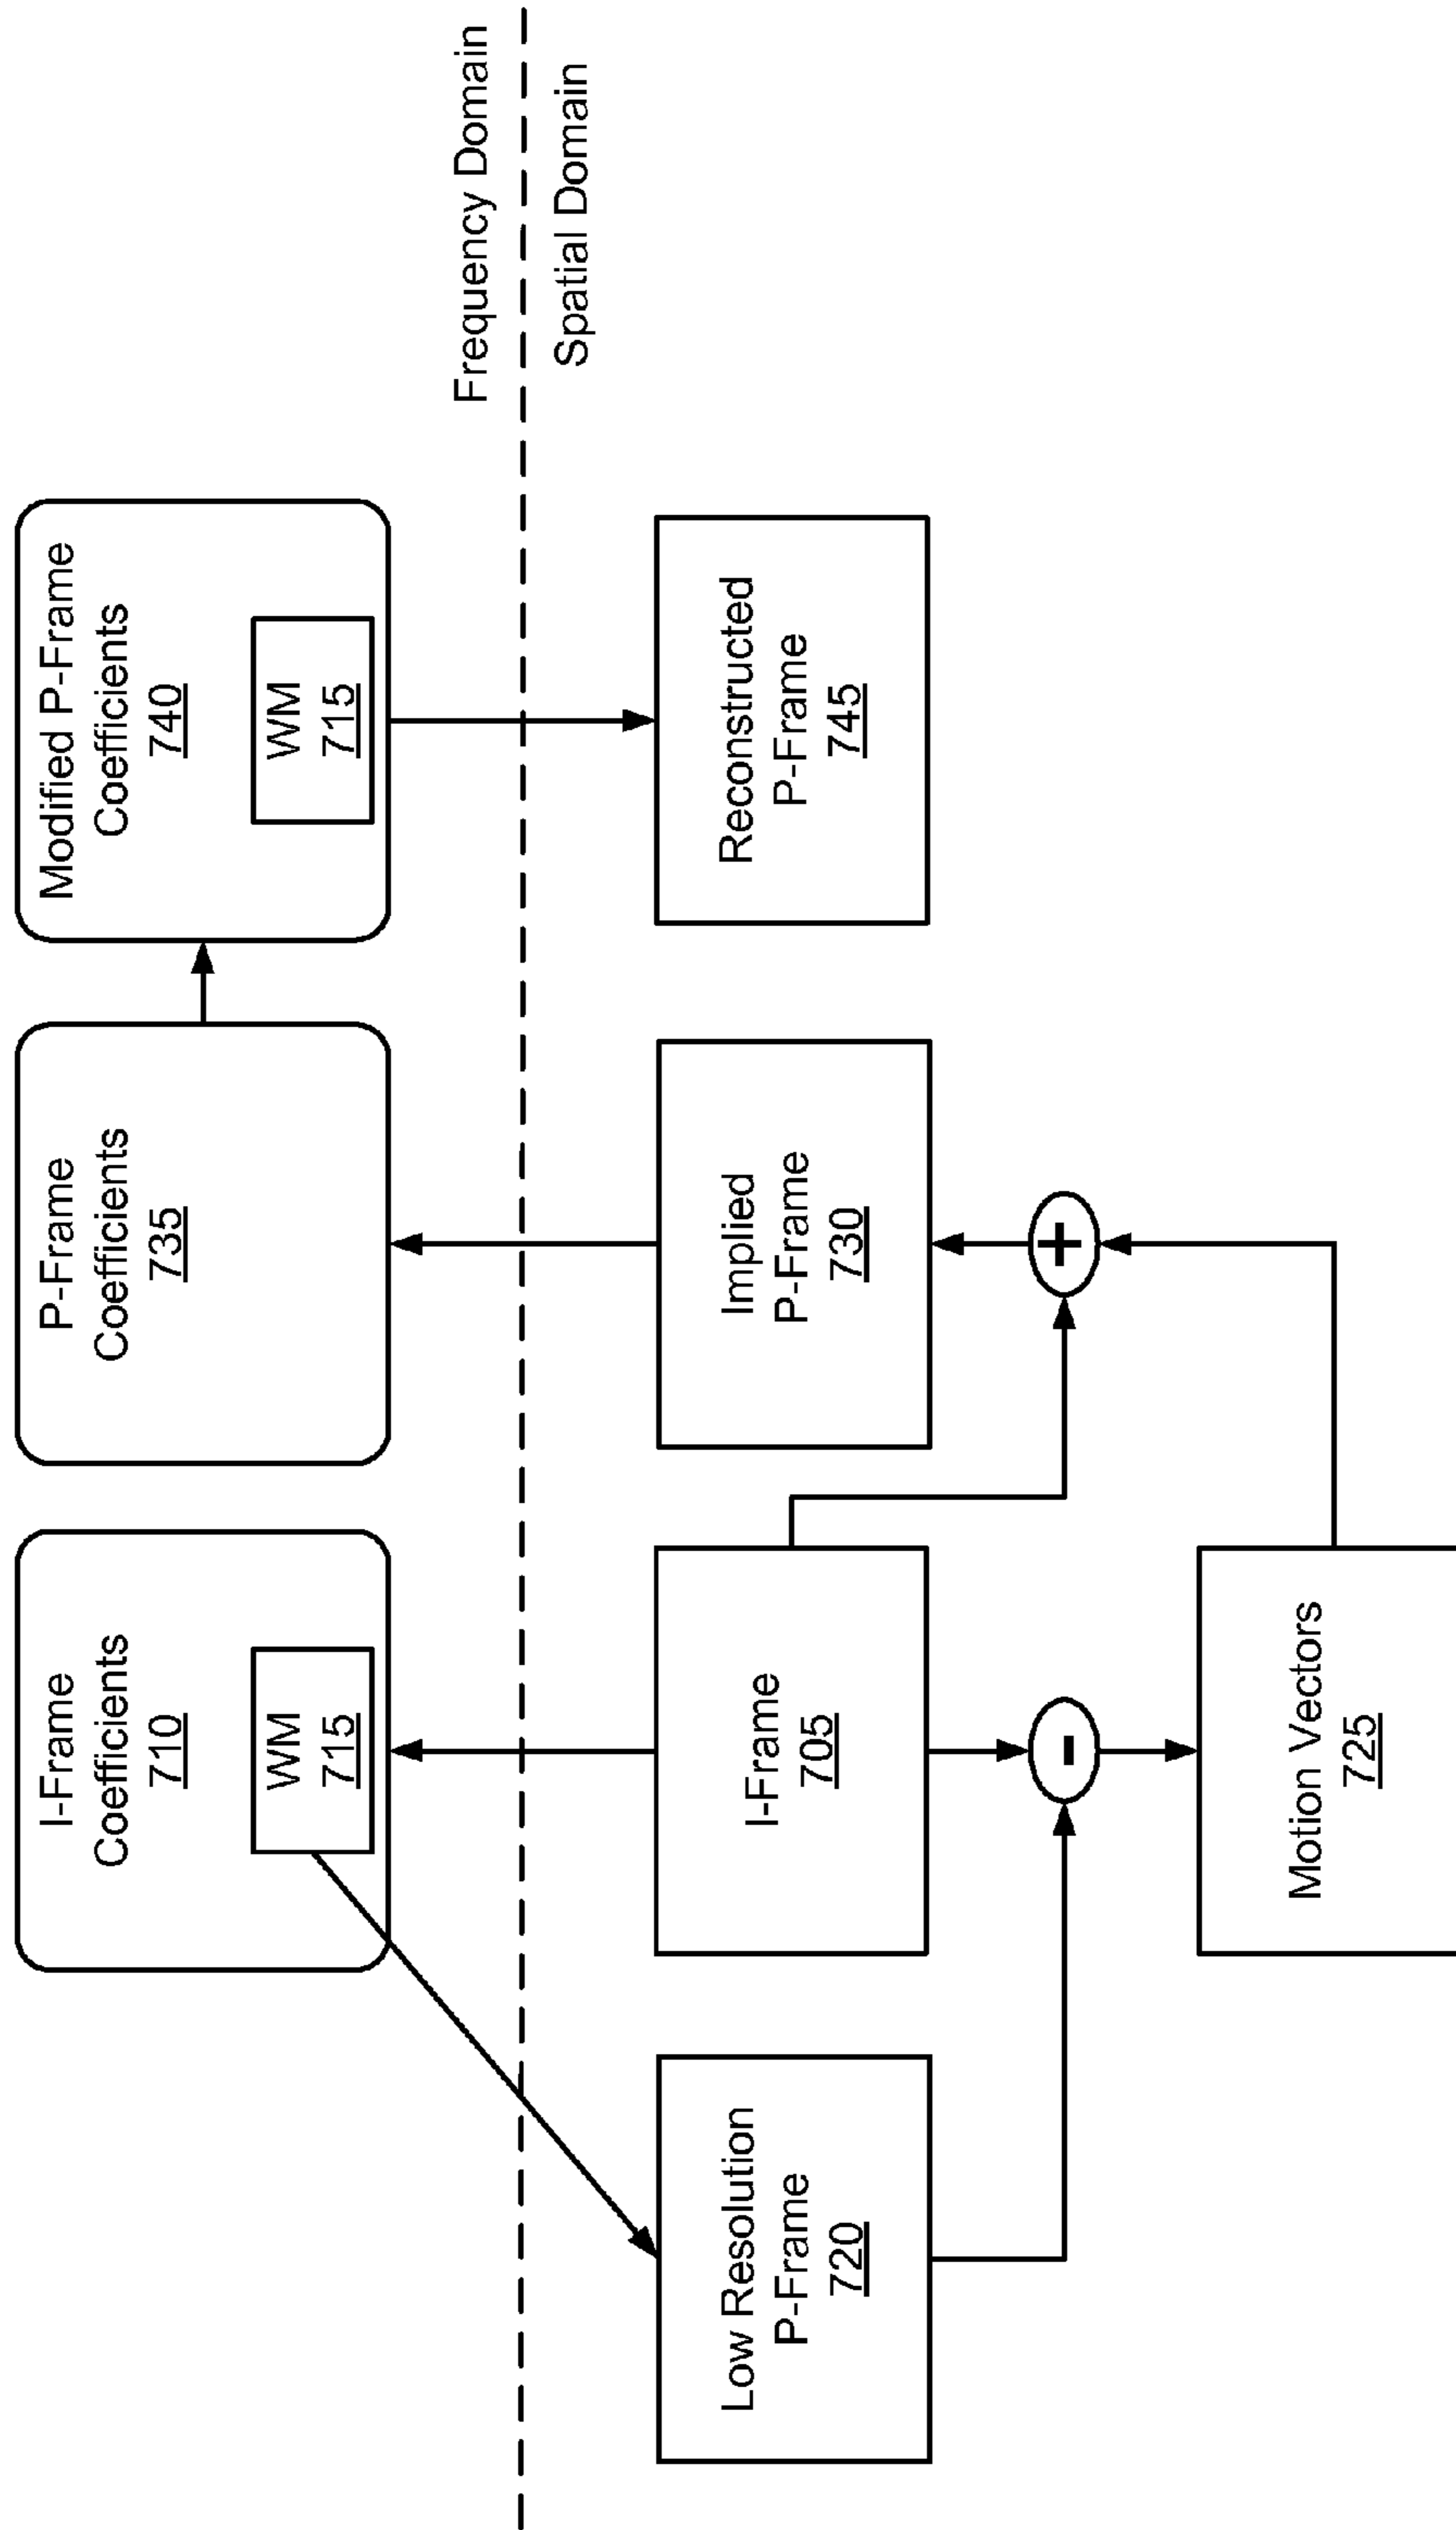 I-Frame
Coefficients
710
WM
715
P-Frame
Coefficients
735
Modified P-Frame
Coefficients
740
WM
715
Frequency Domain
Spatial Domain
Low Resolution
P-Frame
720
I-Frame
705
Implied
P-Frame
730
Reconstructed
P-Frame
745
-
+
Motion Vectors
725